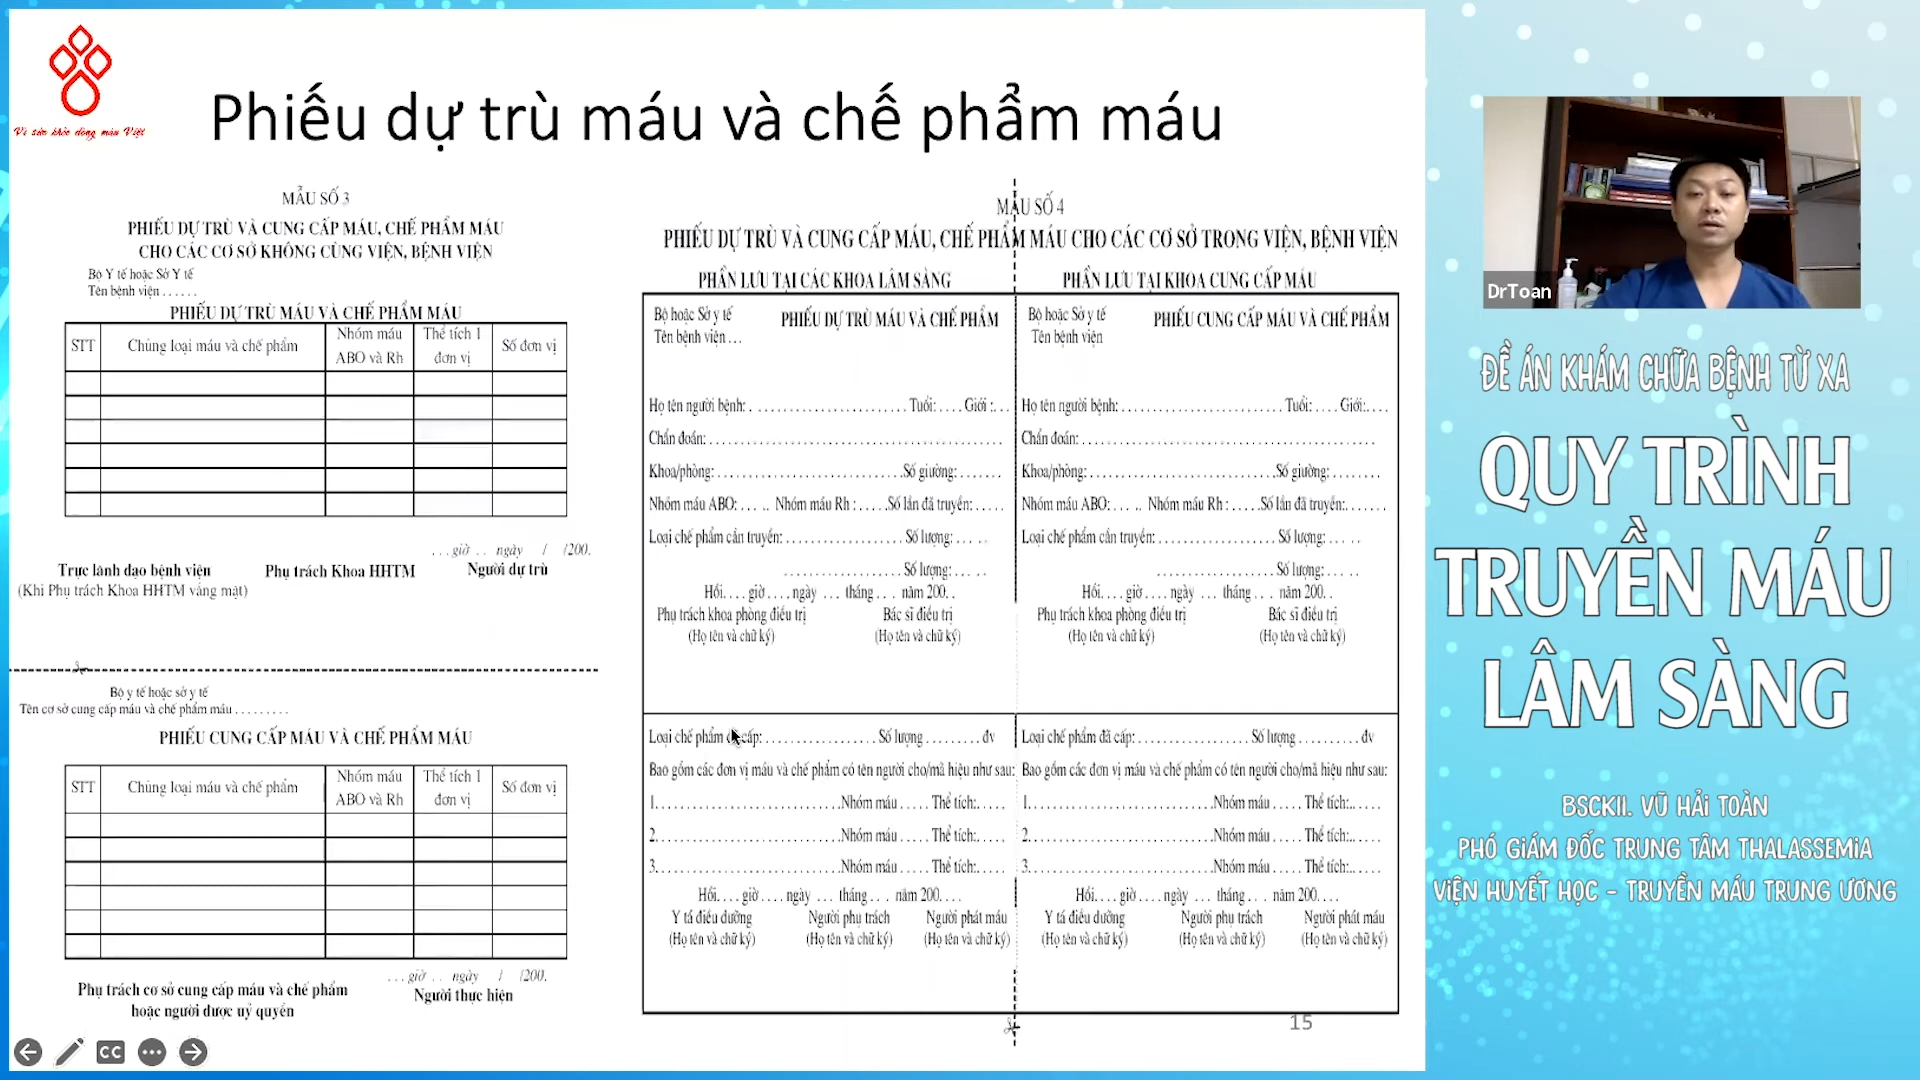 Vì sức khỏe dòng máu Việt
Phiếu dự trù máu và chế phẩm máu
MẪU SỐ 3
PHIẾU DỰ TRÙ VÀ CUNG CẤP MÁU, CHẾ PHẨM MÁU
CHO CÁC CƠ SỞ KHÔNG CÙNG VIỆN, BỆNH VIỆN
Bộ Y tế hoặc Sở Y tế
Tên bệnh viện . . . . . .
PHIẾU DỰ TRÙ MÁU VÀ CHẾ PHẨM MÁU
STT Chủng loại máu và chế phẩm Nhóm máu ABO và Rh Thể tích 1 đơn vị Số đơn vị
. . . giờ . . ngày / /200.
Trực lãnh đạo bệnh viện Phụ trách Khoa HHTM Người dự trù
(Khi Phụ trách Khoa HHTM vắng mặt)
Bộ y tế hoặc sở y tế
Tên cơ sở cung cấp máu và chế phẩm máu . . . . . . . . .
PHIẾU CUNG CẤP MÁU VÀ CHẾ PHẨM MÁU
STT Chủng loại máu và chế phẩm Nhóm máu ABO và Rh Thể tích 1 đơn vị Số đơn vị
. . . giờ . . ngày / /200.
Phụ trách cơ sở cung cấp máu và chế phẩm Người thực hiện
hoặc người được uỷ quyền
MẪU SỐ 4
PHIẾU DỰ TRÙ VÀ CUNG CẤP MÁU, CHẾ PHẨM MÁU CHO CÁC CƠ SỞ TRONG VIỆN, BỆNH VIỆN
PHẦN LƯU TẠI CÁC KHOA LÂM SÀNG
Bộ hoặc Sở y tế PHIẾU DỰ TRÙ MÁU VÀ CHẾ PHẨM
Tên bệnh viện . . .
Họ tên người bệnh: . . . . . . Tuổi: . . . . Giới : . . .
Chẩn đoán: . . . . . .
Khoa/phòng: . . . . . . Số giường: . . . . . . .
Nhóm máu ABO: . . . . . Nhóm máu Rh : . . . . . Số lần đã truyền: . . . . .
Loại chế phẩm cần truyền: . . . . . . Số lượng: . . . . .
. . . . . . Số lượng: . . . . .
Hồi. . . . giờ . . . . ngày . . . tháng . . . năm 200. .
Phụ trách khoa phòng điều trị Bác sĩ điều trị
(Họ tên và chữ ký) (Họ tên và chữ ký)
Loại chế phẩm cấp: . . . . . . Số lượng . . . . . . . . . đv
Bao gồm các đơn vị máu và chế phẩm có tên người cho/mã hiệu như sau:
1. . . . . . Nhóm máu . . . . . Thể tích: . . . . .
2. . . . . . Nhóm máu . . . . . Thể tích: . . . . .
3. . . . . . Nhóm máu . . . . . Thể tích: . . . . .
Hồi. . . . giờ . . . . ngày . . . tháng . . . năm 200. . . .
Y tá điều dưỡng Người phụ trách Người phát máu
(Họ tên và chữ ký) (Họ tên và chữ ký) (Họ tên và chữ ký)
PHẦN LƯU TẠI KHOA CUNG CẤP MÁU
Bộ hoặc Sở y tế PHIẾU CUNG CẤP MÁU VÀ CHẾ PHẨM
Tên bệnh viện
Họ tên người bệnh: . . . . . . Tuổi: . . . . Giới: . . . .
Chẩn đoán: . . . . . .
Khoa/phòng: . . . . . . Số giường: . . . . . . . .
Nhóm máu ABO: . . . . . Nhóm máu Rh : . . . . . Số lần đã truyền: . . . . . . .
Loại chế phẩm cần truyền: . . . . . . Số lượng: . . . . .
. . . . . . Số lượng: . . . . .
Hồi. . . . giờ . . . . ngày . . . tháng . . . năm 200. .
Phụ trách khoa phòng điều trị Bác sĩ điều trị
(Họ tên và chữ ký) (Họ tên và chữ ký)
Loại chế phẩm đã cấp: . . . . . . Số lượng . . . . . . . . . . đv
Bao gồm các đơn vị máu và chế phẩm có tên người cho/mã hiệu như sau:
1. . . . . . Nhóm máu . . . . . Thể tích: . . . . .
2. . . . . . Nhóm máu . . . . . Thể tích: . . . . .
3. . . . . . Nhóm máu . . . . . Thể tích: . . . . .
Hồi. . . . giờ . . . . ngày . . . tháng . . . năm 200. . . .
Y tá điều dưỡng Người phụ trách Người phát máu
(Họ tên và chữ ký) (Họ tên và chữ ký) (Họ tên và chữ ký)
15
CC
DrToan
ĐỀ ÁN KHÁM CHỮA BỆNH TỪ XA
QUY TRÌNH
TRUYỀN MÁU
LÂM SÀNG
BSCKII. VŨ HẢI TOÀN
PHÓ GIÁM ĐỐC TRUNG TÂM THALASSEMIA
VIỆN HUYẾT HỌC - TRUYỀN MÁU TRUNG ƯƠNG